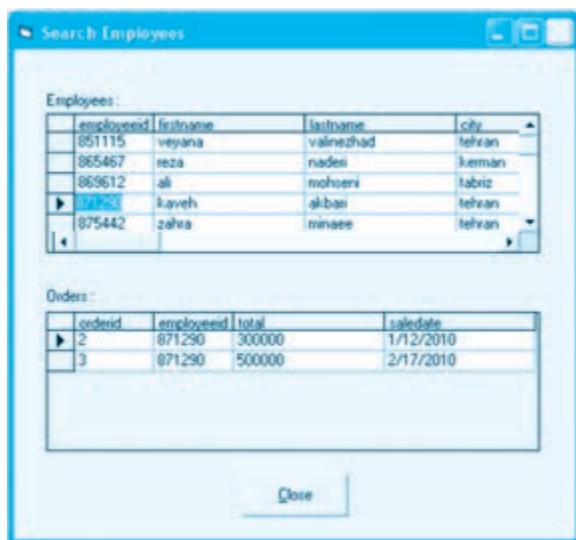 Search Employees
Employees :
employeeid firstname lastname city
851115 veyana valinezhad tehran
865467 reza naderi kerman
869612 ali mohseni tabriz
871290 kaveh akbari tehran
875442 zahra minaee tehran
Orders :
orderid employeeid total saledate
2 871290 300000 1/12/2010
3 871290 500000 2/17/2010
Close